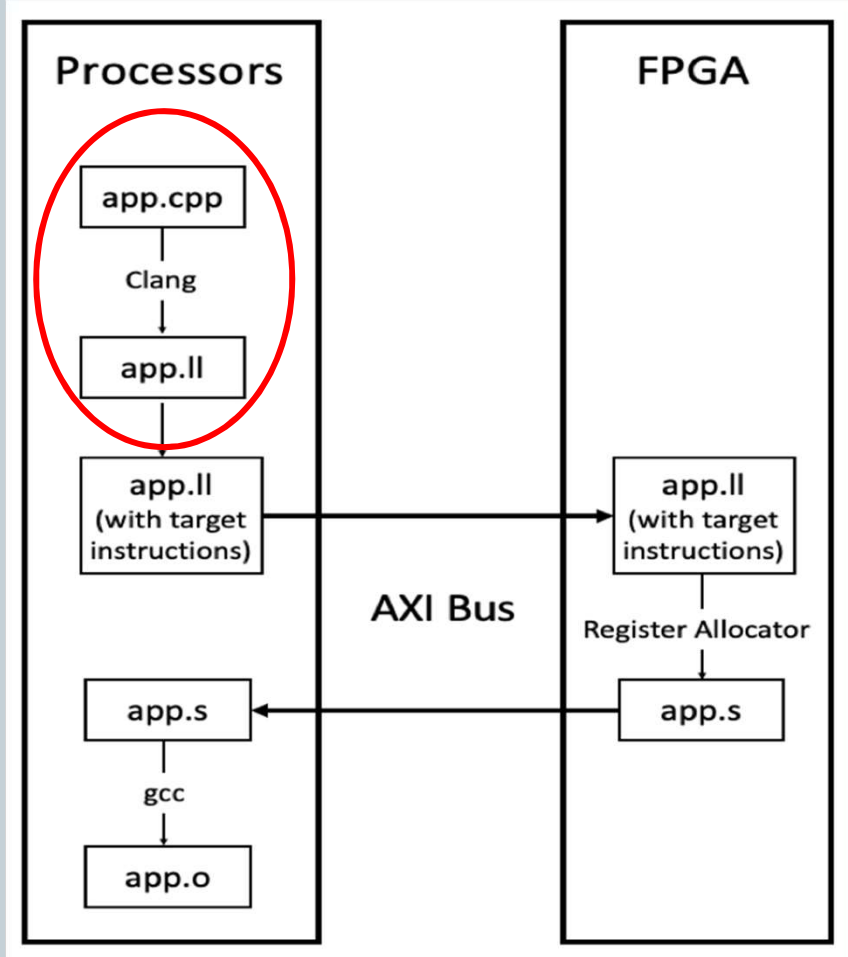 Processors
app.cpp
Clang
app.ll
app.ll
(with target
instructions)
app.s
gcc
app.o
AXI Bus
FPGA
app.ll
(with target
instructions)
Register Allocator
app.s